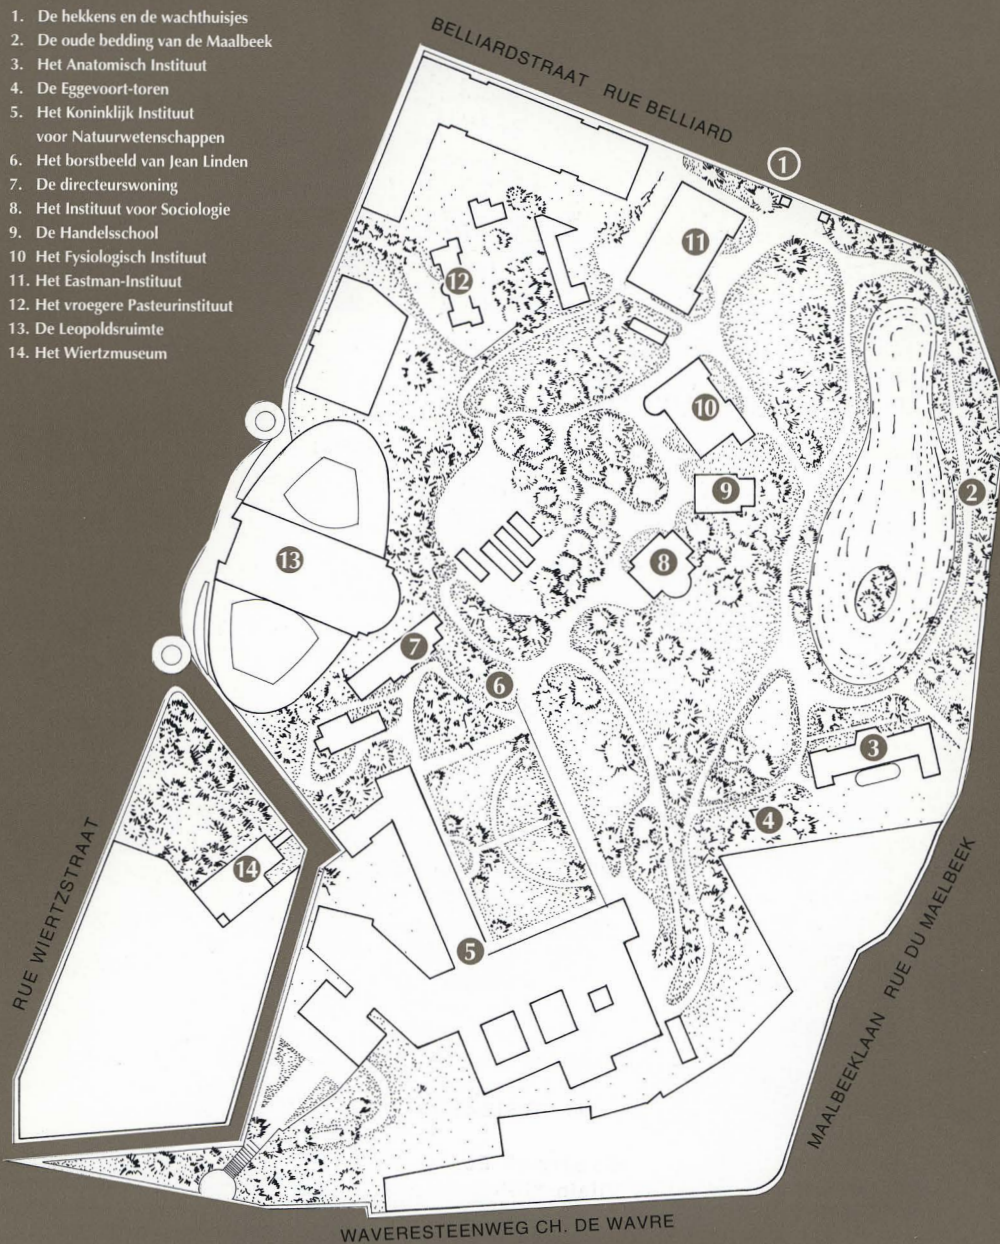 1. De hekkens en de wachthuisjes
2. De oude bedding van de Maalbeek
3. Het Anatomisch Instituut
4. De Eggevoort-toren
5. Het Koninklijk Instituut
voor Natuurwetenschappen
6. Het borstbeeld van Jean Linden
7. De directeurswoning
8. Het Instituut voor Sociologie
9. De Handelsschool
10 Het Fysiologisch Instituut
11. Het Eastman-Instituut
12. Het vroegere Pasteurinstituut
13. De Leopoldsruimte
14. Het Wiertzmuseum
BELLIARDSTRAAT RUE BELLIARD
1
11
12
10
2
9
13
8
7
6
3
4
14
5
RUE WIERTZSTRAAT
MAALBEEKLAAN RUE DU MAELBEEK
WAVERESTEENWEG CH. DE WAVRE